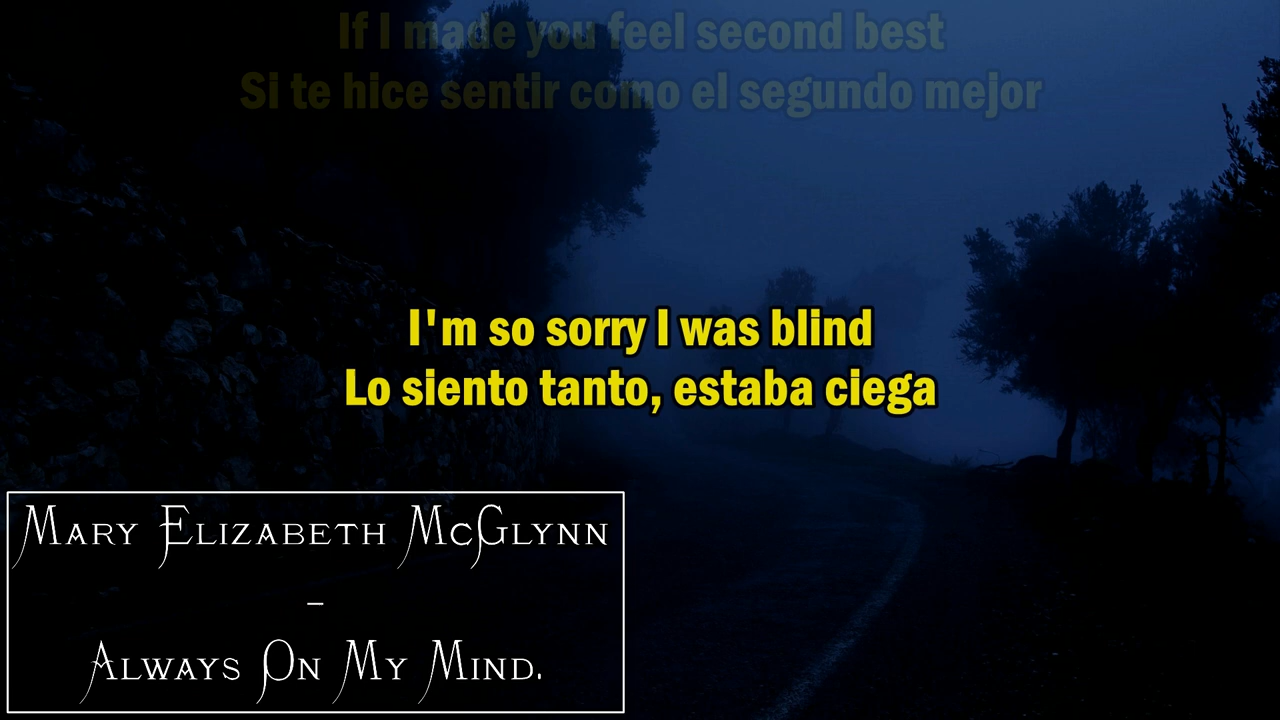 If I made you feel second best
Si te hice sentir como el segundo mejor
I'm so sorry I was blind
Lo siento tanto, estaba ciega
Mary Elizabeth McGlynn
–
Always On My Mind.